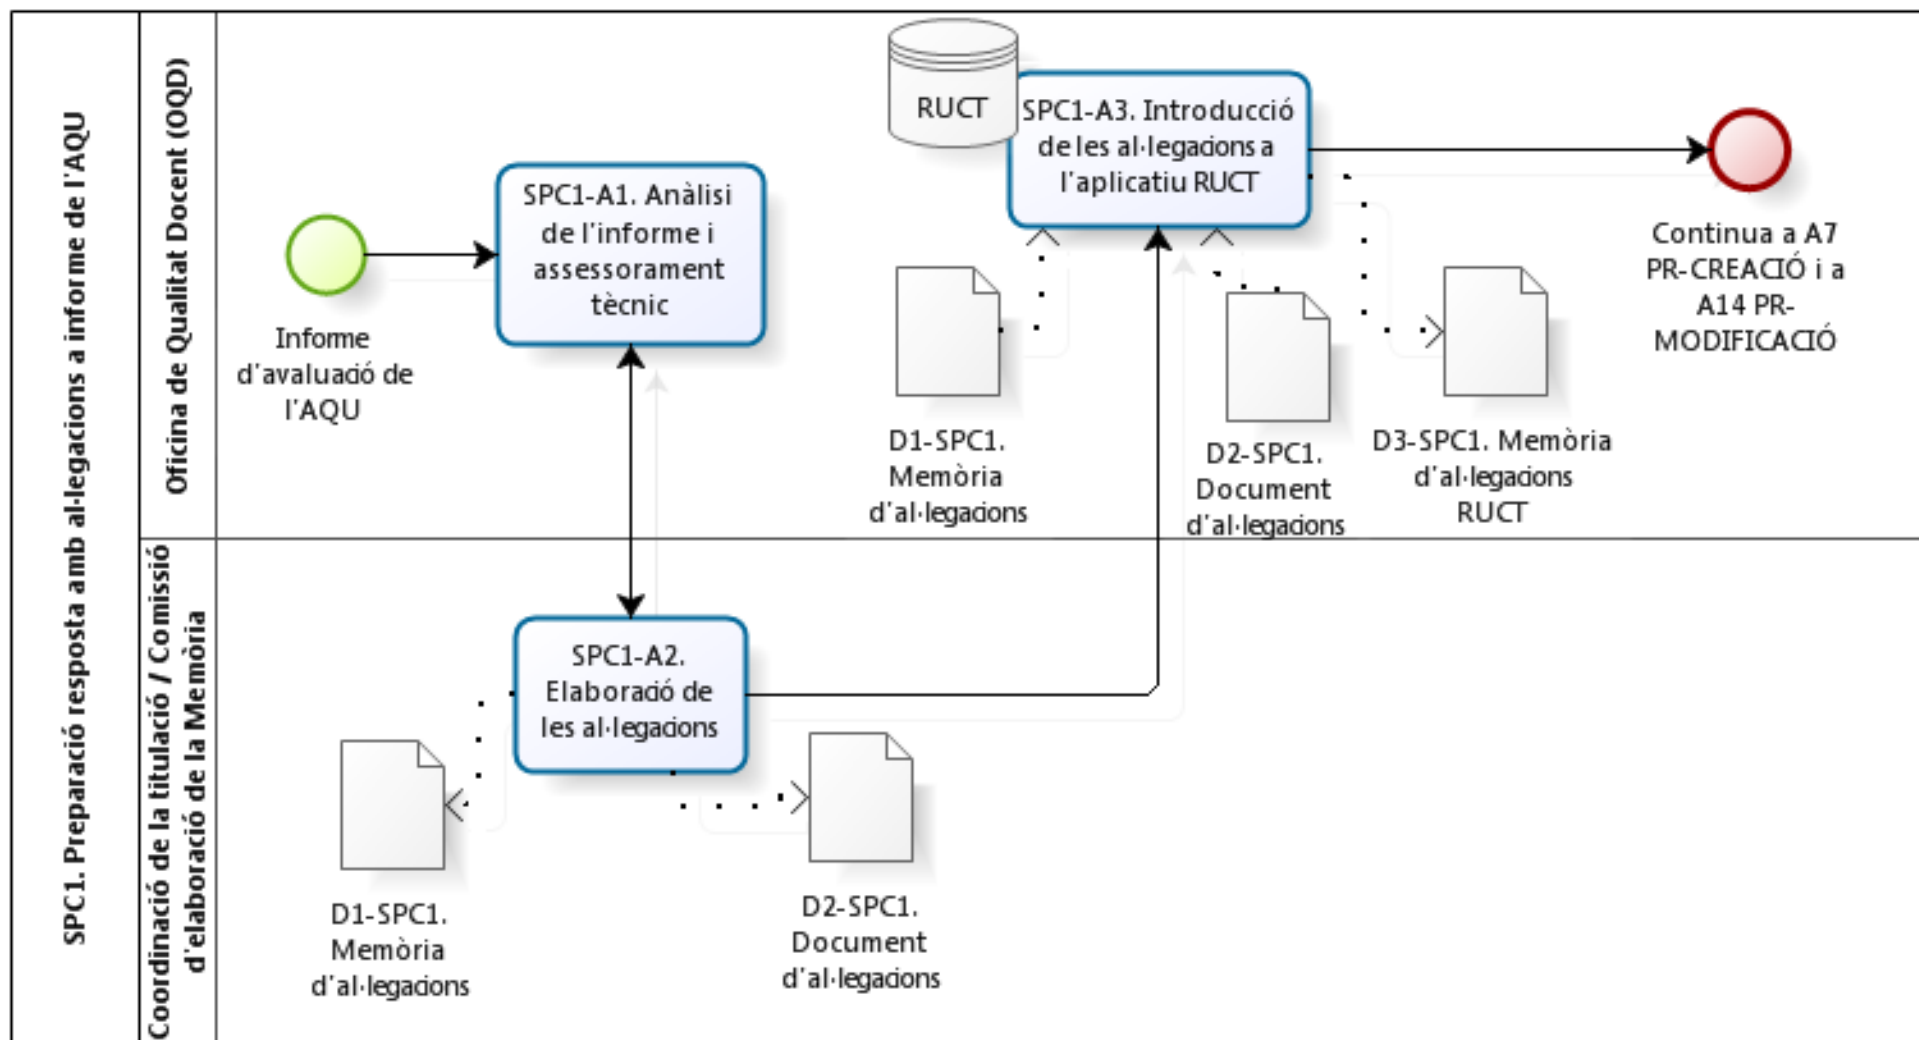 SPC1. Preparació resposta amb al·legacions a informe de l'AQU
Oficina de Qualitat Docent (OQD)
Informe
d'avaluació de
l'AQU
SPC1-A1. Anàlisi
de l'informe i
assessorament
tècnic
RUCT
SPC1-A3. Introducció
de les al·legacions a
l'aplicatiu RUCT
D1-SPC1.
Memòria
d'al·legacions
D2-SPC1.
Document
d'al·legacions
D3-SPC1. Memòria
d'al·legacions
RUCT
Continua a A7
PR-CREACIÓ i a
A14 PR-
MODIFICACIÓ
Coordinació de la titulació / Comissió
d'elaboració de la Memòria
SPC1-A2.
Elaboració de
les al·legacions
D1-SPC1.
Memòria
d'al·legacions
D2-SPC1.
Document
d'al·legacions